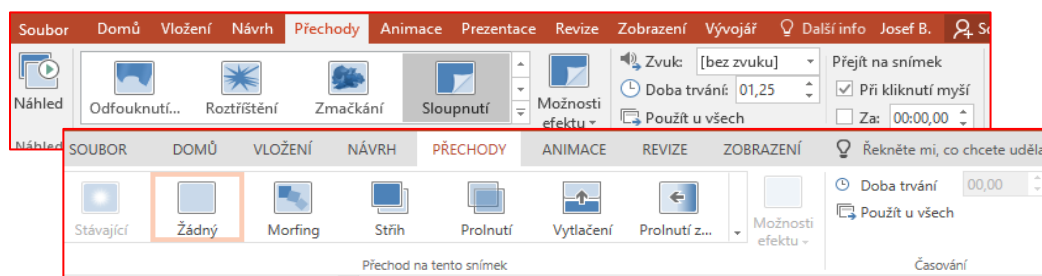 Soubor Domů Vložení Návrh Přechody Animace Prezentace Revize Zobrazení Vývojář Další info Josef B.
Zvuk: [bez zvuku] Přejít na snímek
Náhled Odfouknutí... Roztříštění Zmačkání Sloupnutí Možnosti efektu Doba trvání: 01,25 Při kliknutí myší
Náhled Použít u všech Za: 00:00,00
SOUBOR DOMŮ VLOŽENÍ NÁVRH PŘECHODY ANIMACE REVIZE ZOBRAZENÍ Řekněte mi, co chcete uděla
Doba trvání 00,00
Stávající Žádný Morfing Střih Prolnutí Vytlačení Prolnutí z... Možnosti efektu Použít u všech
Přechod na tento snímek Časování